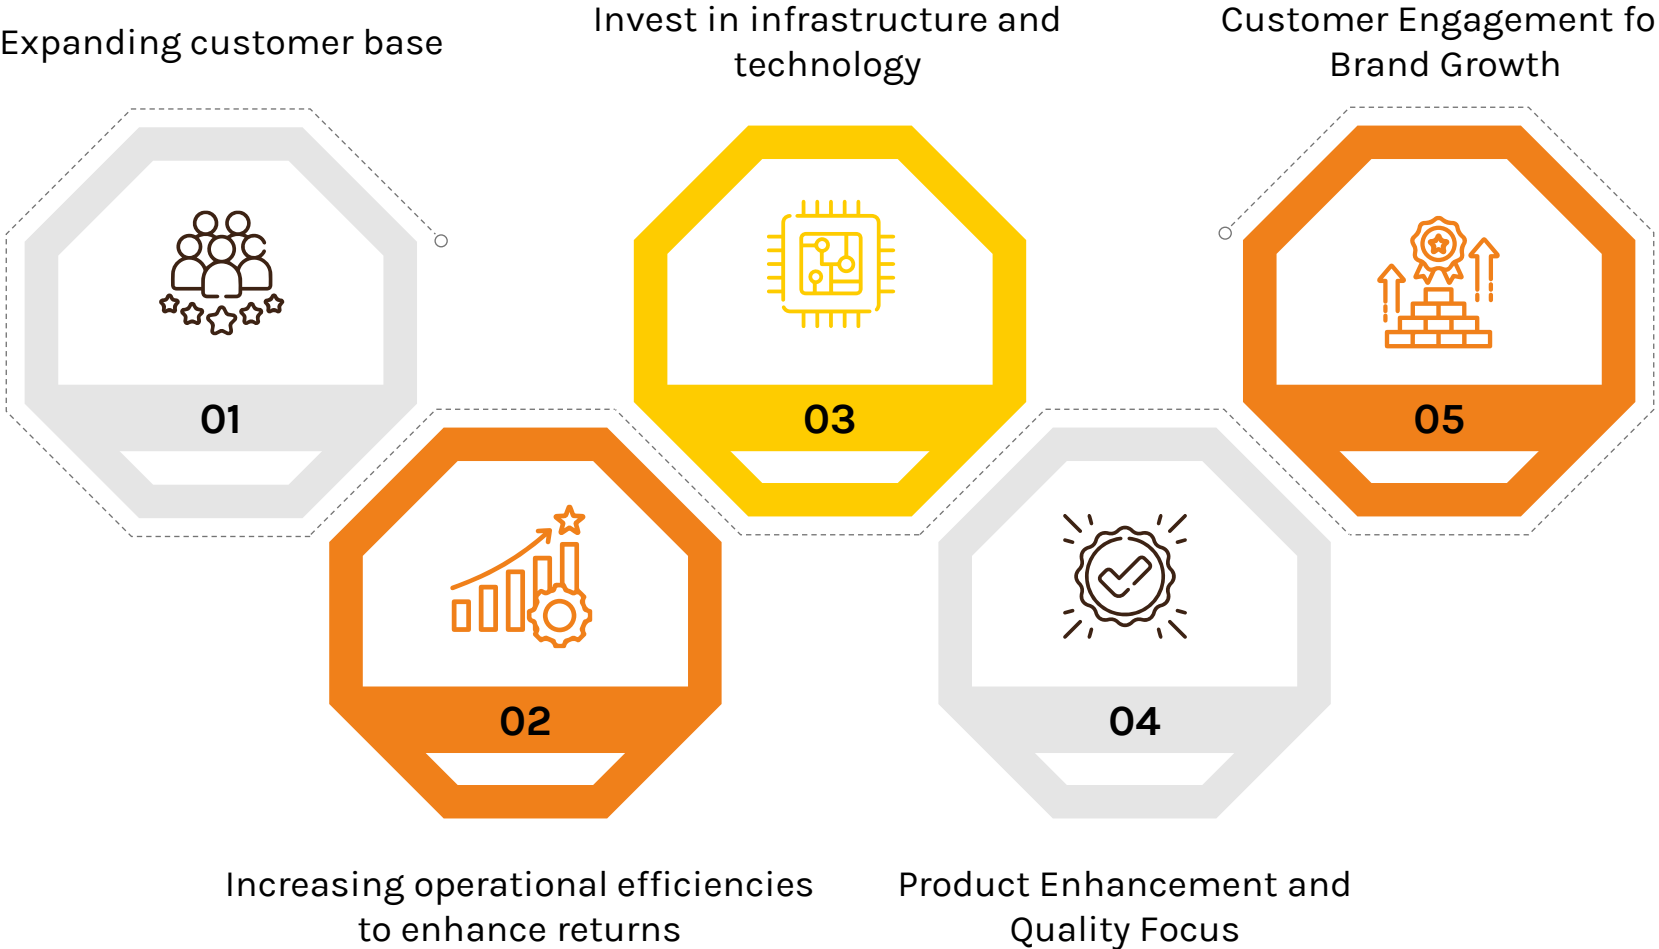 Expanding customer base
01
Increasing operational efficiencies
to enhance returns
02
Invest in infrastructure and
technology
03
Product Enhancement and
Quality Focus
04
Customer Engagement fo
Brand Growth
05